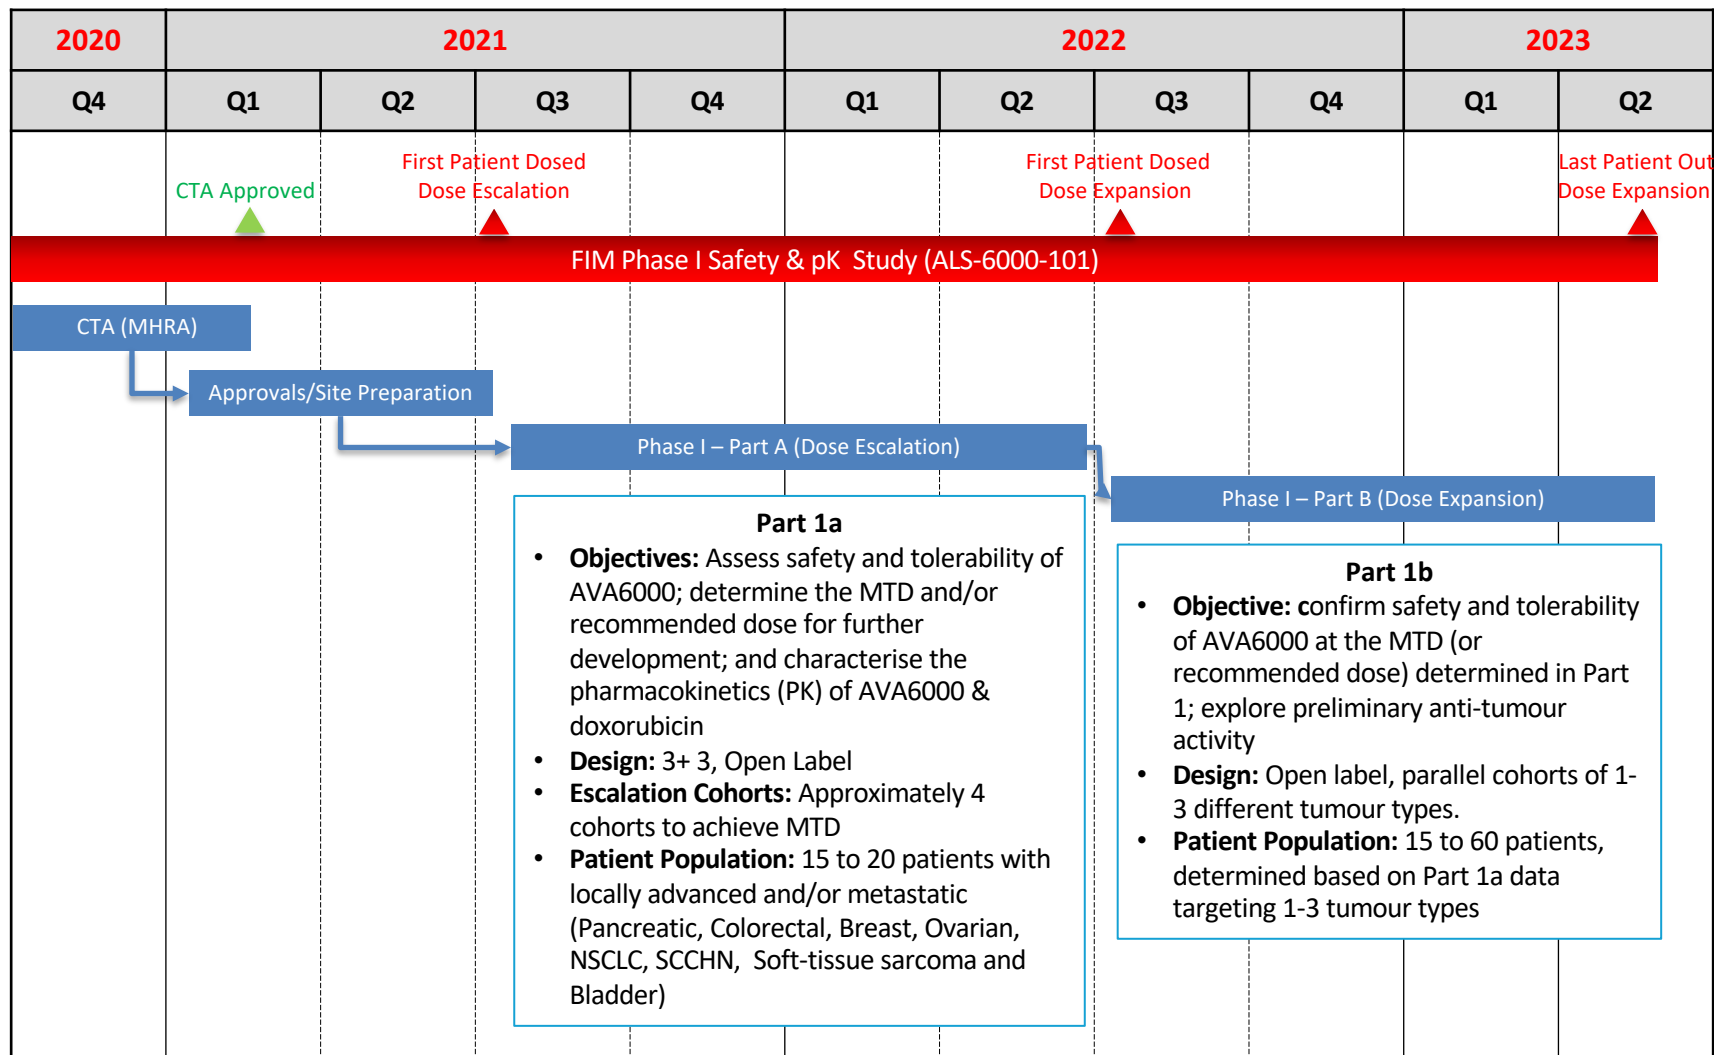 2020
2021
2022
2023
Q4
Q1
Q2
Q3
Q4
Q1
Q2
Q3
Q4
Q1
Q2
CTA Approved
First Patient Dosed
Dose Escalation
First Patient Dosed
Dose Expansion
Last Patient Out
Dose Expansion
FIM Phase I Safety & pK Study (ALS-6000-101)
CTA (MHRA)
Approvals/Site Preparation
Phase I – Part A (Dose Escalation)
Phase I – Part B (Dose Expansion)
Part 1a
• Objectives: Assess safety and tolerability of
AVA6000; determine the MTD and/or
recommended dose for further
development; and characterise the
pharmacokinetics (PK) of AVA6000 &
doxorubicin
• Design: 3+ 3, Open Label
• Escalation Cohorts: Approximately 4
cohorts to achieve MTD
• Patient Population: 15 to 20 patients with
locally advanced and/or metastatic
(Pancreatic, Colorectal, Breast, Ovarian,
NSCLC, SCCHN, Soft-tissue sarcoma and
Bladder)
Part 1b
• Objective: confirm safety and tolerability
of AVA6000 at the MTD (or
recommended dose) determined in Part
1; explore preliminary anti-tumour
activity
• Design: Open label, parallel cohorts of 1-
3 different tumour types.
• Patient Population: 15 to 60 patients,
determined based on Part 1a data
targeting 1-3 tumour types